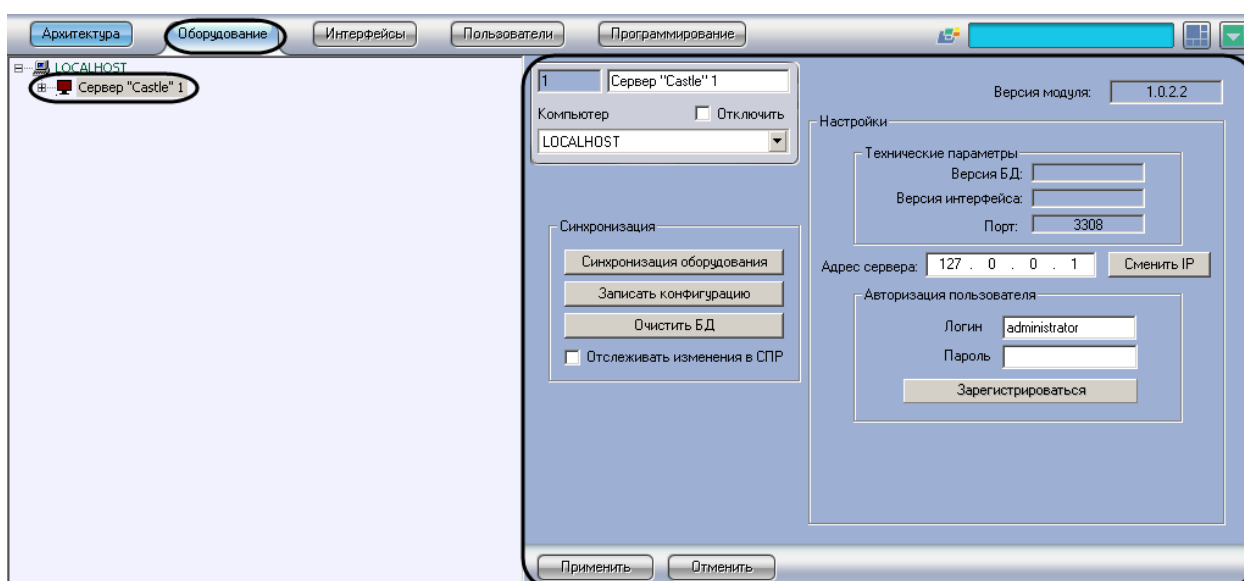 Архитектура
Оборудование
Интерфейсы
Пользователи
Программирование
LOCALHOST
Сервер "Castle" 1
1
Сервер "Castle" 1
Компьютер
Отключить
LOCALHOST
Версия модуля: 1.0.2.2
Настройки
Технические параметры
Версия БД:
Версия интерфейса:
Порт: 3308
Адрес сервера: 127 . 0 . 0 . 1 Сменить IP
Авторизация пользователя
Логин administrator
Пароль
Зарегистрироваться
Синхронизация
Синхронизация оборудования
Записать конфигурацию
Очистить БД
Отслеживать изменения в СПР
Применить
Отменить